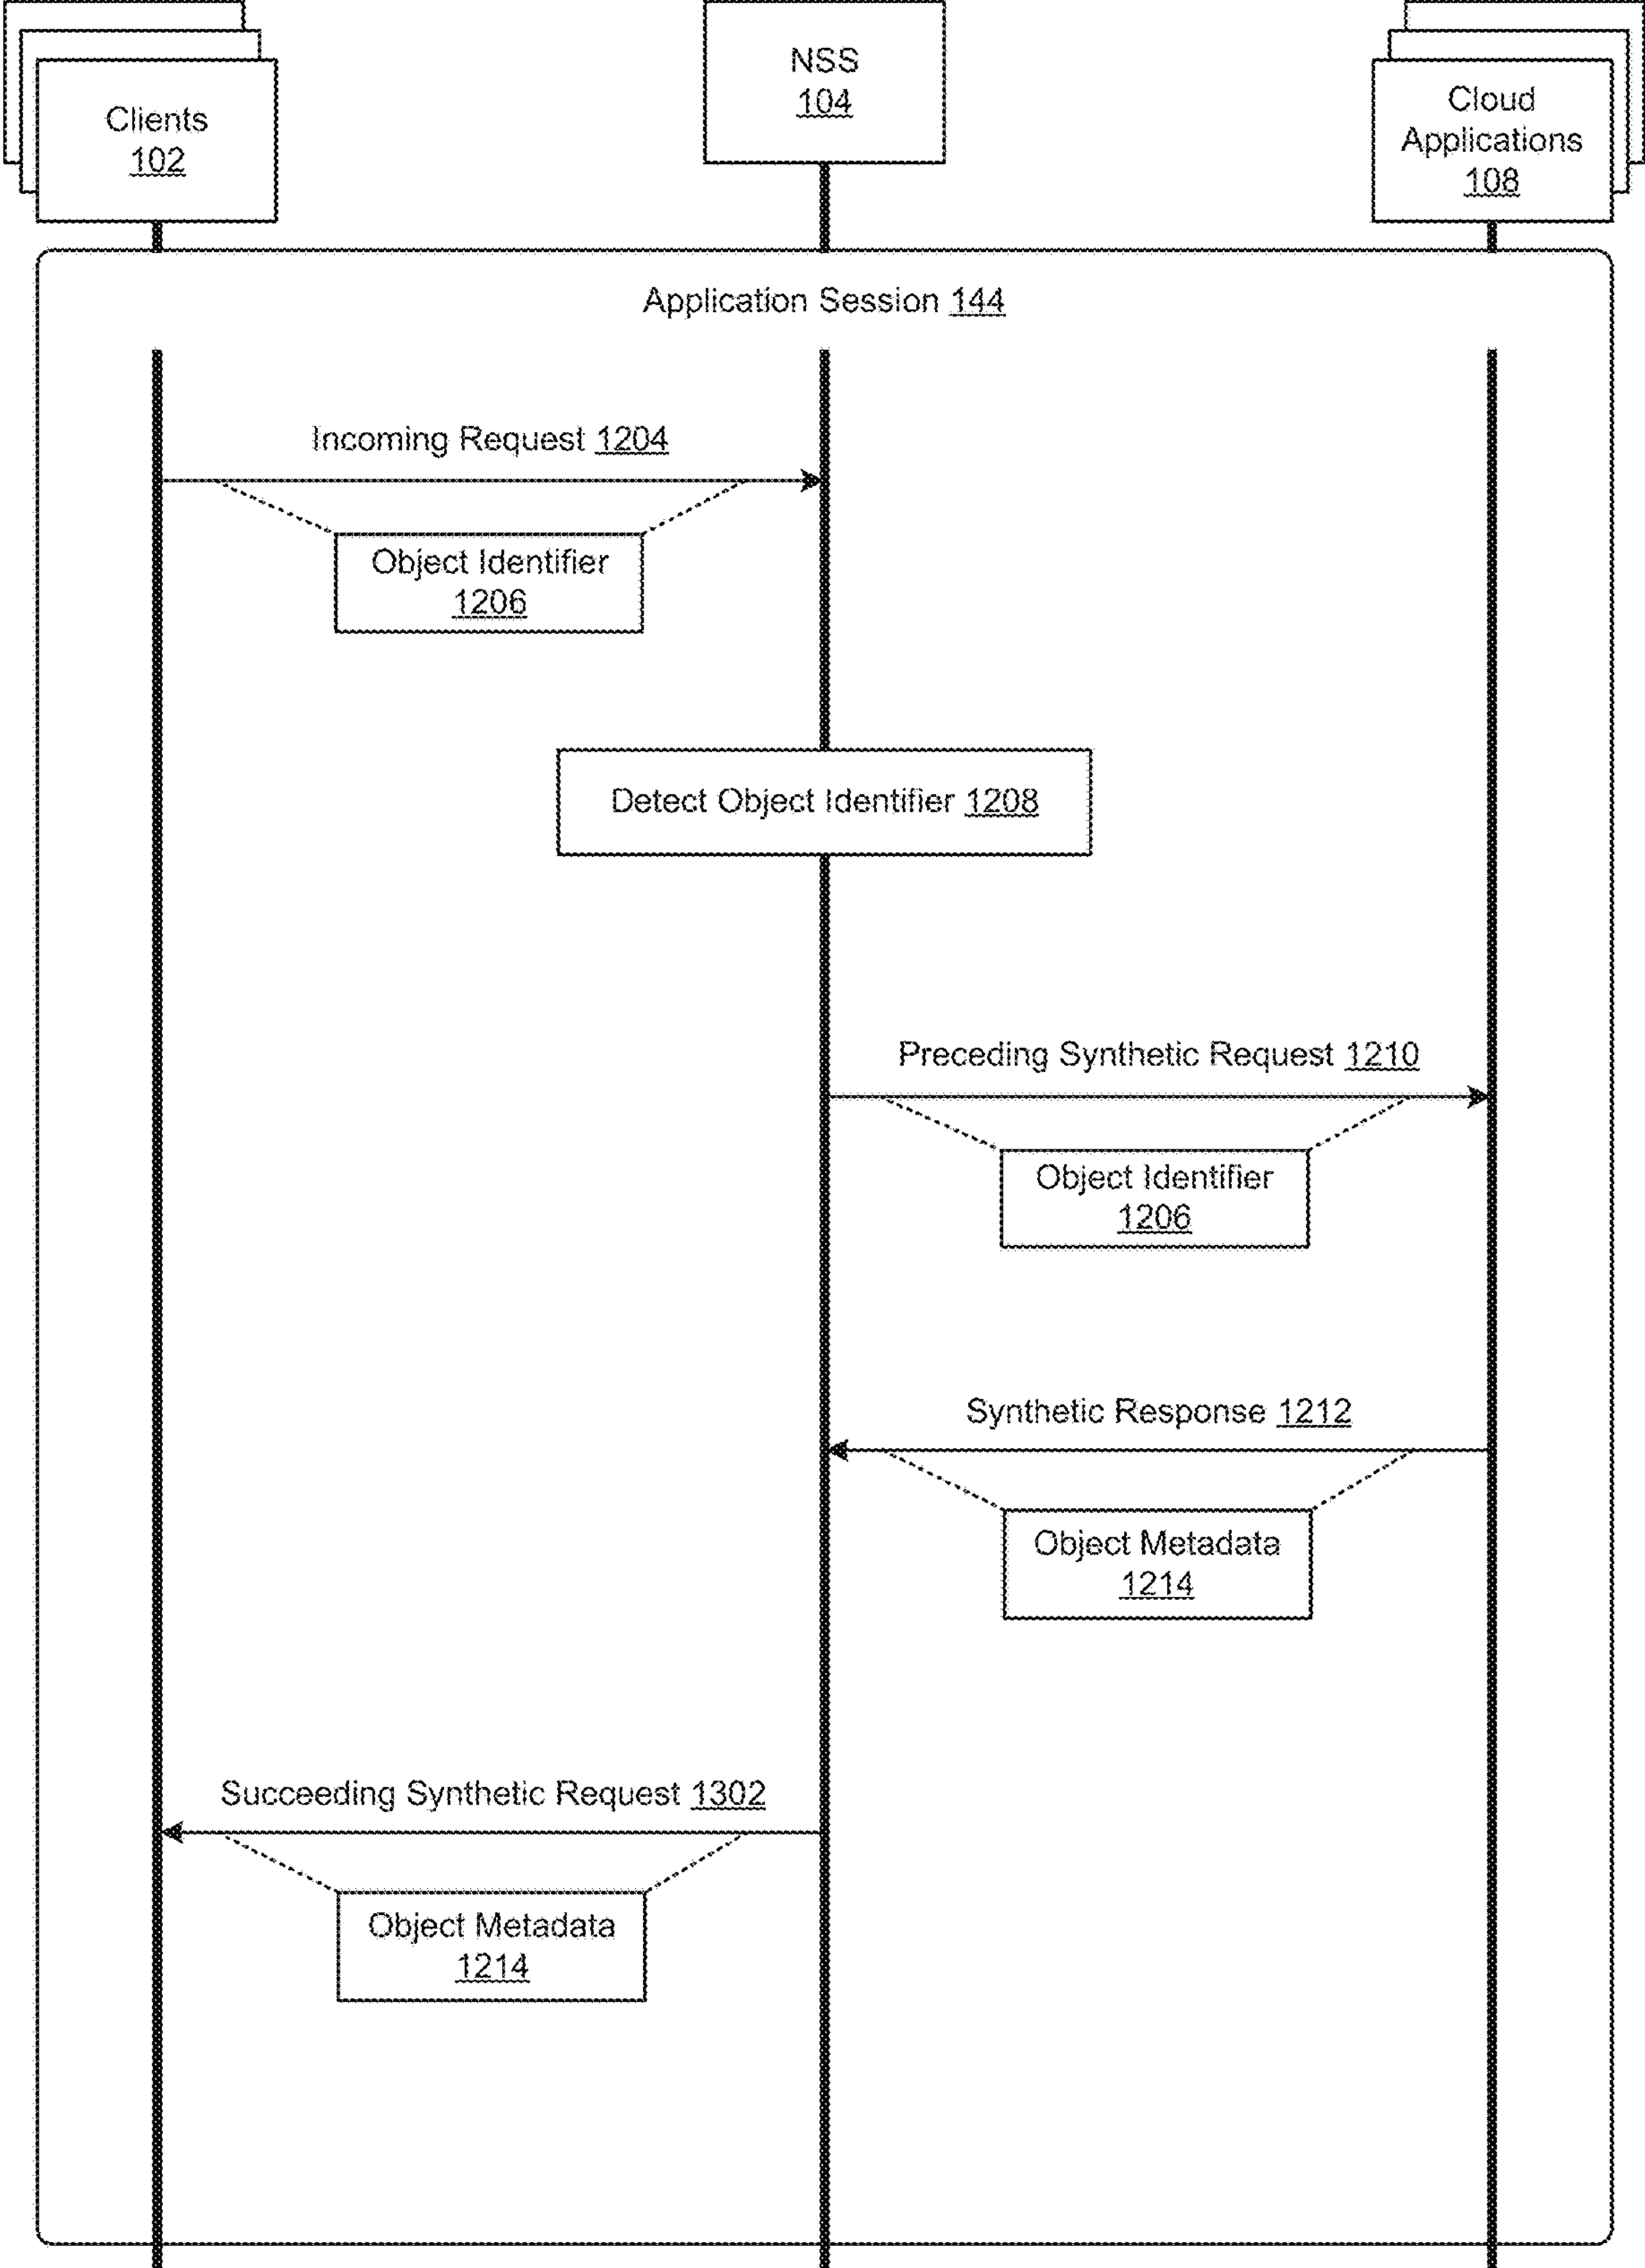 Clients
102
NSS
104
Cloud
Applications
108
Application Session 144
Incoming Request 1204
Object Identifier
1206
Detect Object Identifier 1208
Preceding Synthetic Request 1210
Object Identifier
1206
Synthetic Response 1212
Object Metadata
1214
Succeeding Synthetic Request 1302
Object Metadata
1214